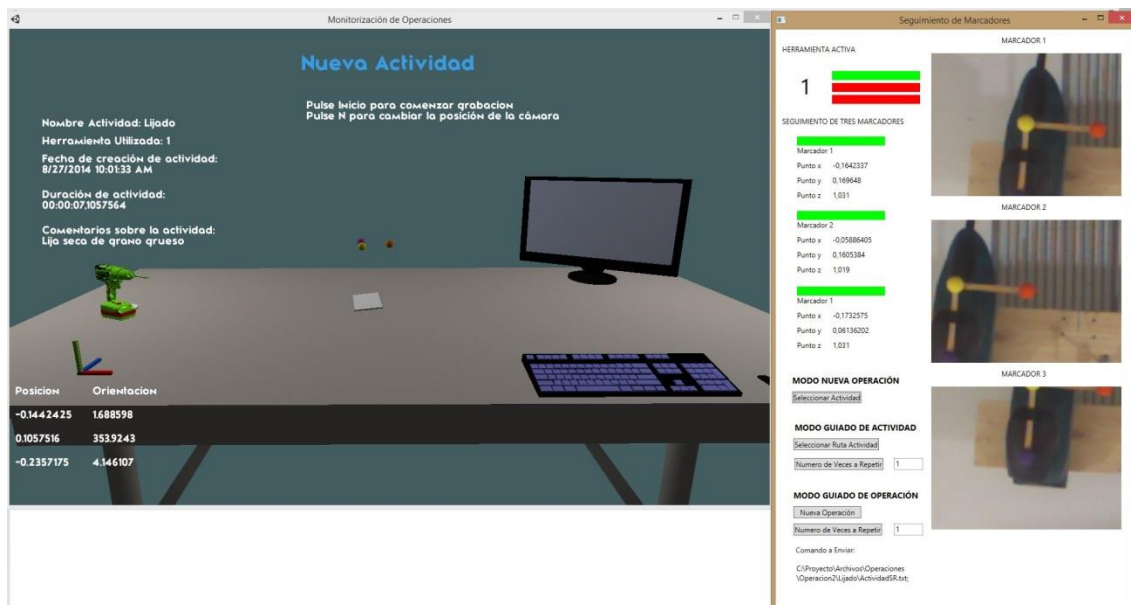 Monitorización de Operaciones
Nueva Actividad
Pulse Inicio para comenzar grabacion
Pulse N para cambiar la posición de la cámara
Nombre Actividad: Lijado
Herramienta Utilizada: 1
Fecha de creación de actividad:
8/27/2014 10:01:33 AM
Duración de actividad:
00:00:07,1057564
Comentarios sobre la actividad:
Lija seca de grano grueso
Posicion Orientacion
-0.1442425 1.688598
0.1057516 353.9243
-0.2357175 4.146107
Seguimiento de Marcadores
HERRAMIENTA ACTIVA
1
SEGUIMIENTO DE TRES MARCADORES
Marcador 1
Punto x -0,1642337
Punto y 0,169648
Punto z 1,031
Marcador 2
Punto x -0,05886405
Punto y 0,1605384
Punto z 1,019
Marcador 1
Punto x -0,1732575
Punto y 0,06136202
Punto z 1,031
MODO NUEVA OPERACIÓN
Seleccionar Actividad
MODO GUIADO DE ACTIVIDAD
Seleccionar Ruta Actividad
Numero de Veces a Repetir 1
MODO GUIADO DE OPERACIÓN
Nueva Operación
Numero de Veces a Repetir 1
Comando a Enviar:
C:\Proyecto\Archivos\Operaciones
\Operacion2\Lijado\ActividadSR.txt;
MARCADOR 1
MARCADOR 2
MARCADOR 3